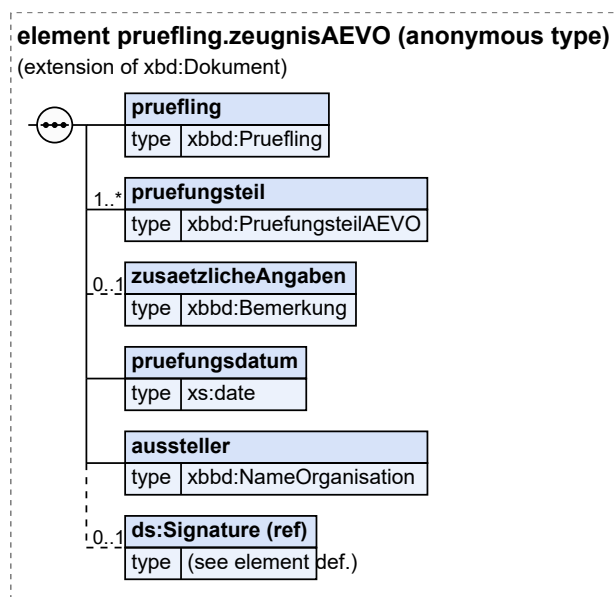 element pruefling.zeugnisAEVO (anonymous type)
(extension of xbd:Dokument)
pruefling
type xbbd:Pruefling
1..* pruefungsteil
type xbbd:PruefungsteilAEVO
0..1 zusaetzlicheAngaben
type xbbd:Bemerkung
pruefungsdatum
type xs:date
aussteller
type xbbd:NameOrganisation
0..1 ds:Signature (ref)
type (see element def.)